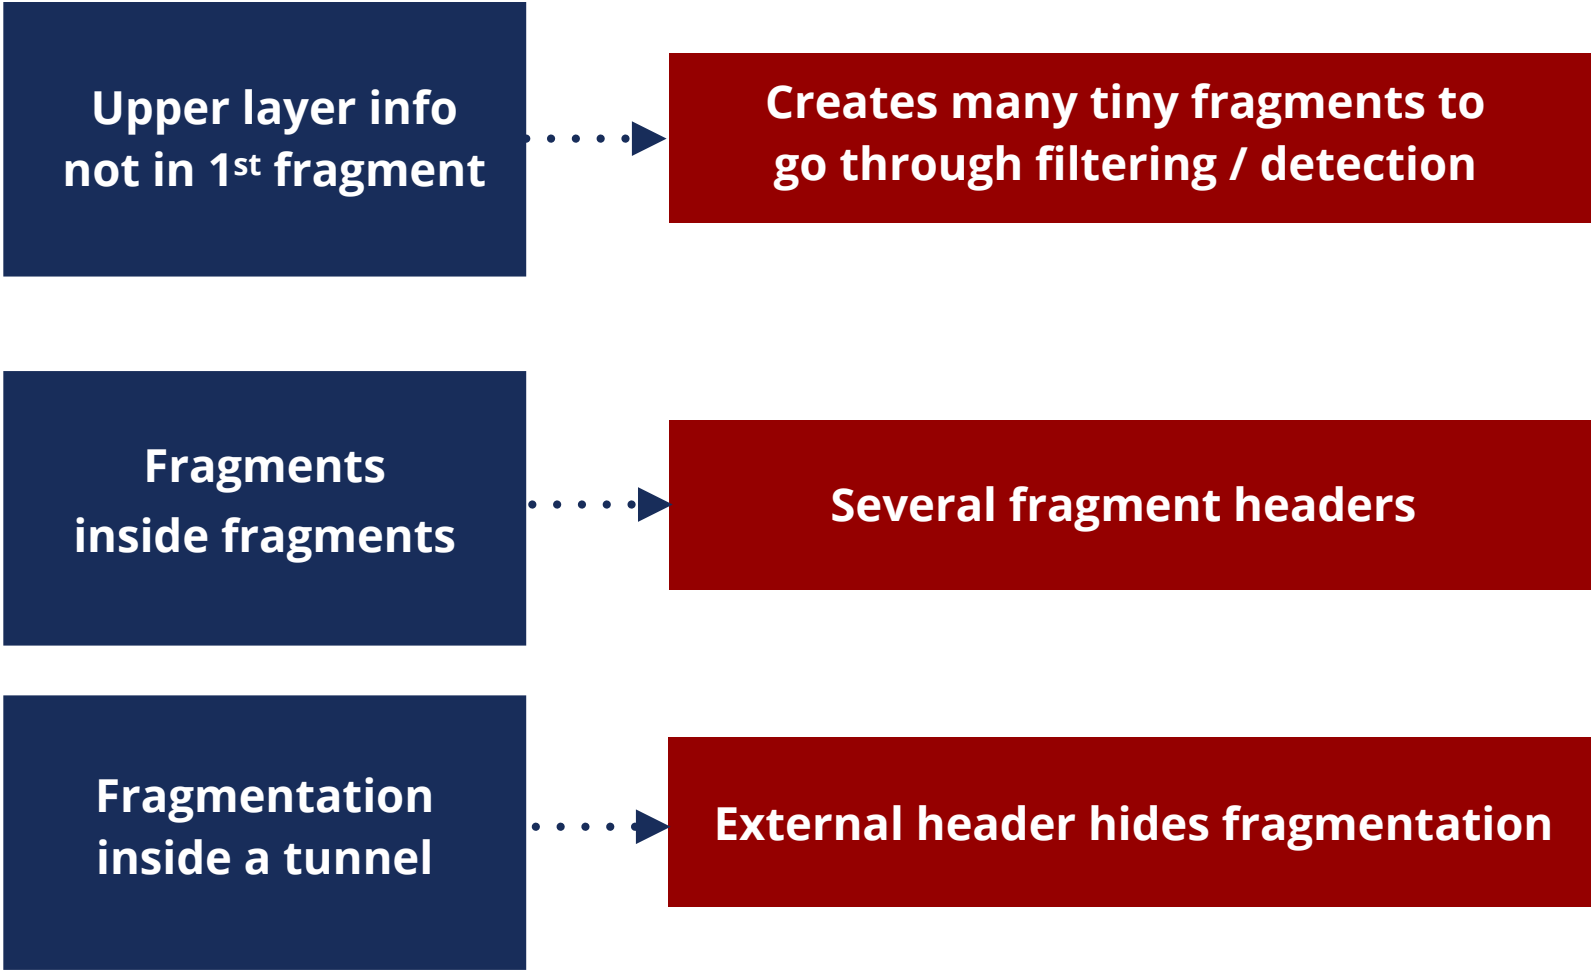 Upper layer info
not in 1st fragment
Creates many tiny fragments to
go through filtering / detection
Fragments
inside fragments
Several fragment headers
Fragmentation
inside a tunnel
External header hides fragmentation